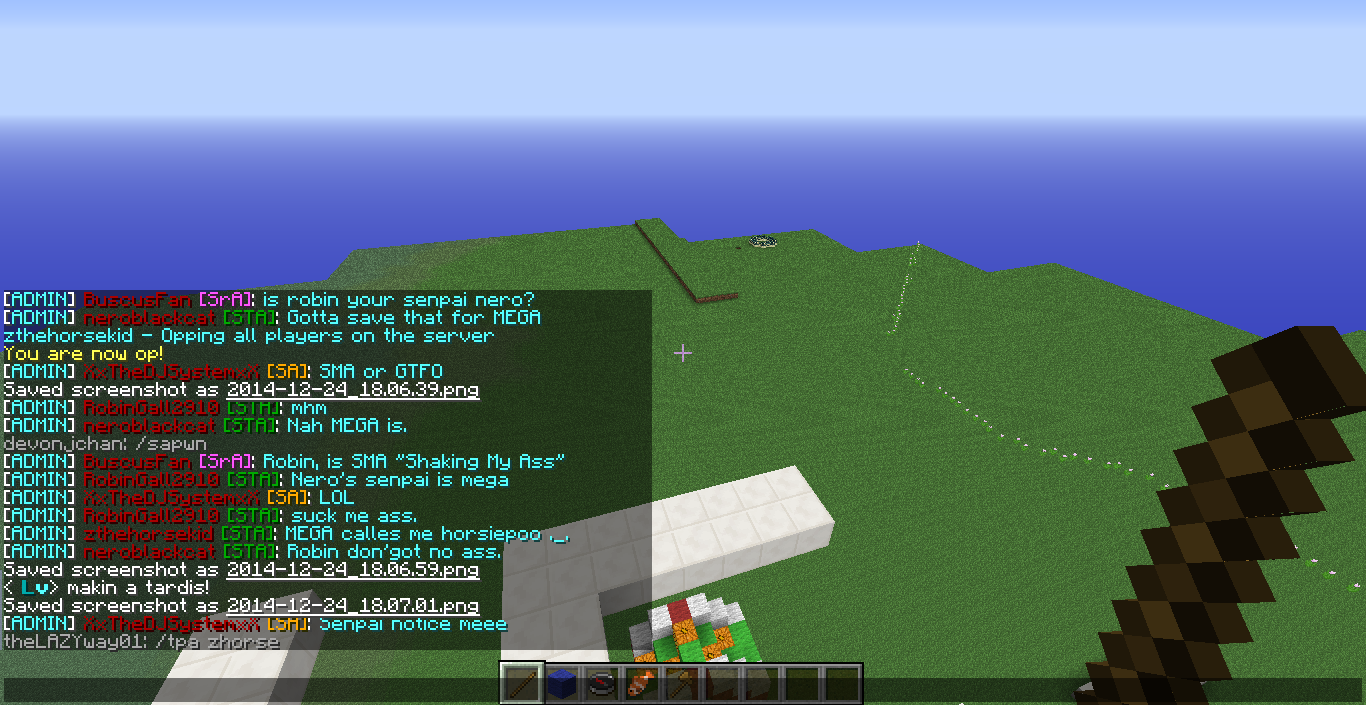 [ADMIN] BuscusFan [SrA]: is robin your senpai nero?
[ADMIN] neroblackcat [STA]: Gotta save that for MEGA
zthehorsekid - Opping all players on the server
You are now op!
[ADMIN] XxTheDJSystemxX [SA]: SMA or GTFO
Saved screenshot as 2014-12-24_18.06.39.png
[ADMIN] RobinGall2910 [STA]: mhm
[ADMIN] neroblackcat [STA]: Nah MEGA is.
devonjchan: /sapwn
[ADMIN] BuscusFan [SrA]: Robin, is SMA "Shaking My Ass"
[ADMIN] RobinGall2910 [STA]: Nero's senpai is mega
[ADMIN] XxTheDJSystemxX [SA]: LOL
[ADMIN] RobinGall2910 [STA]: suck me ass.
[ADMIN] zthehorsekid [STA]: MEGA calles me horsiepoo ._.
[ADMIN] neroblackcat [STA]: Robin don'got no ass.
Saved screenshot as 2014-12-24_18.06.59.png
< Lv> makin a tardis!
Saved screenshot as 2014-12-24_18.07.01.png
[ADMIN] XxTheDJSystemxX [SA]: Senpai notice meee
theLAZYway01: /tpa zhorse